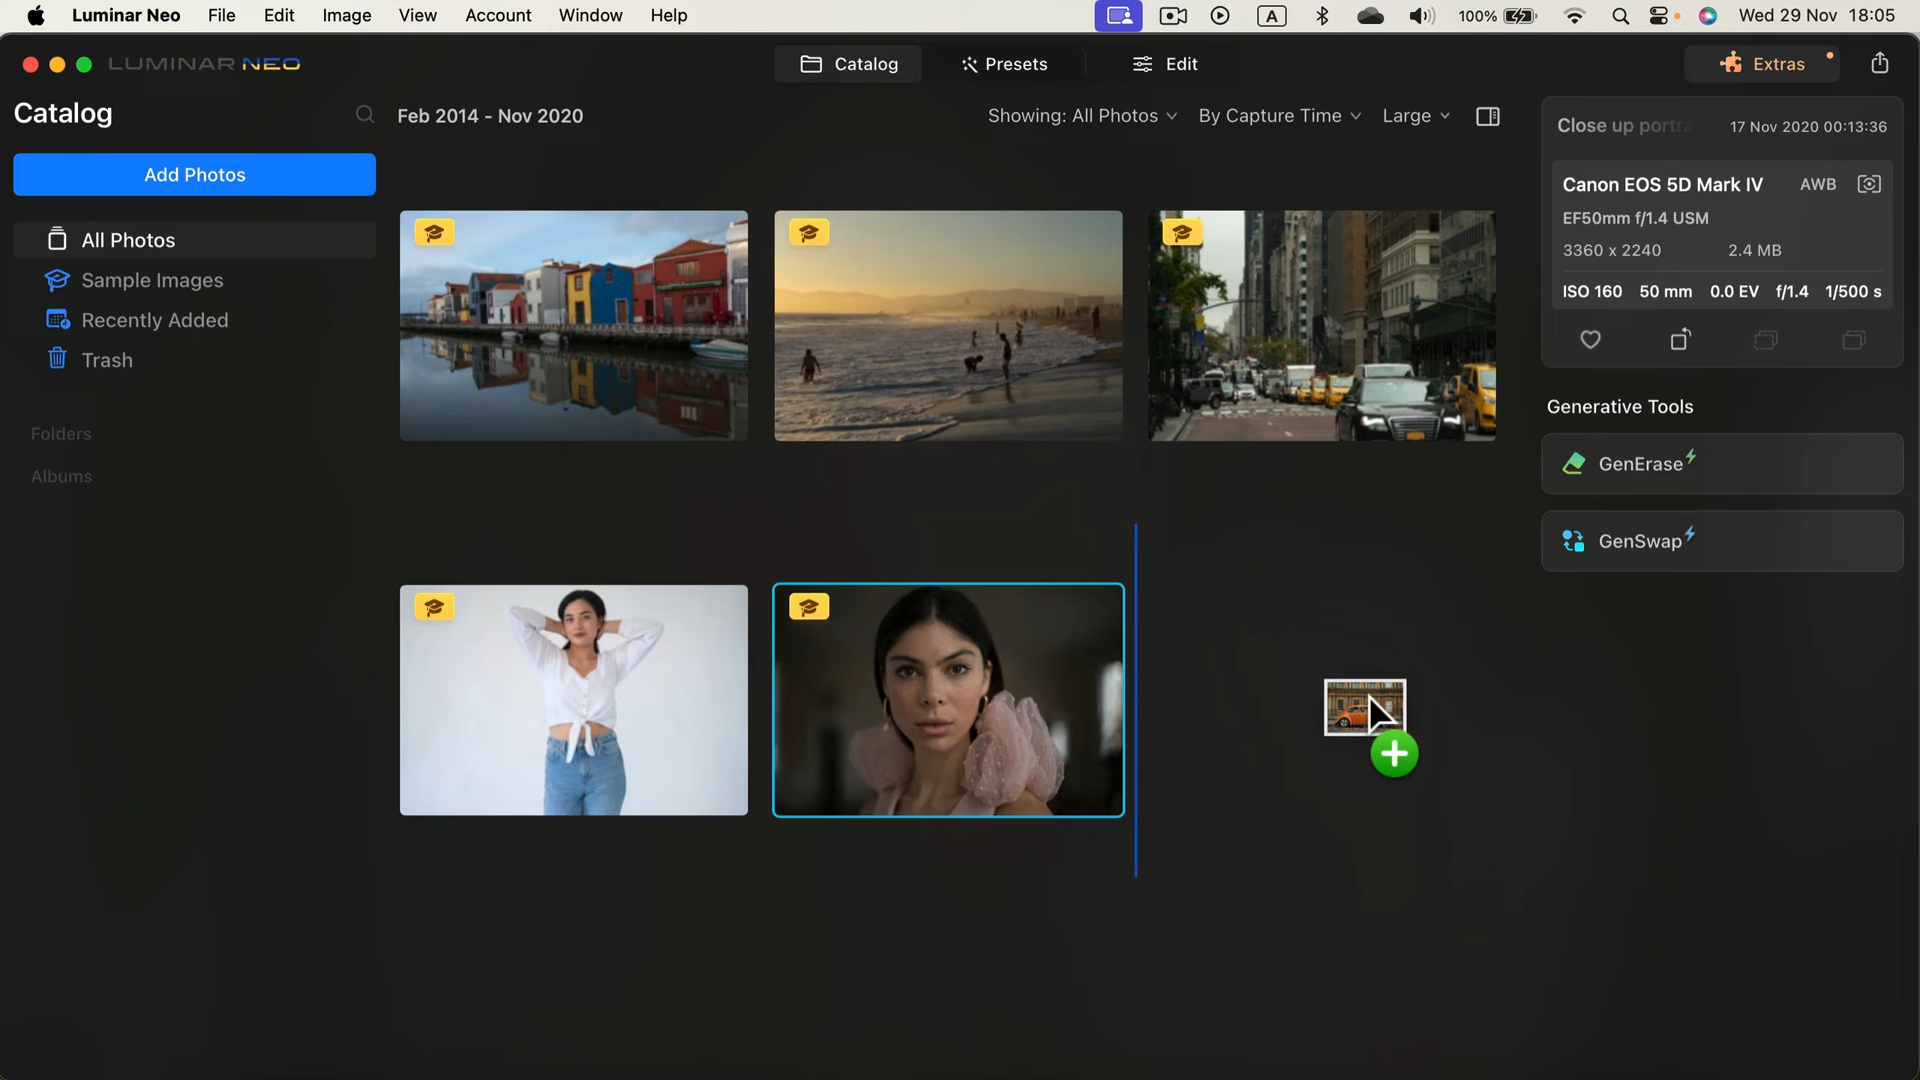 Luminar Neo File Edit Image View Account Window Help A 100% Wed 29 Nov 18:05
LUMINAR NEO
Catalog Presets Edit Extras
Catalog
Feb 2014 - Nov 2020 Showing: All Photos By Capture Time Large
Add Photos
All Photos
Sample Images
Recently Added
Trash
Folders
Albums
Close up portra 17 Nov 2020 00:13:36
Canon EOS 5D Mark IV AWB
EF50mm f/1.4 USM
3360 x 2240 2.4 MB
ISO 160 50 mm 0.0 EV f/1.4 1/500 s
Generative Tools
GenErase
GenSwap